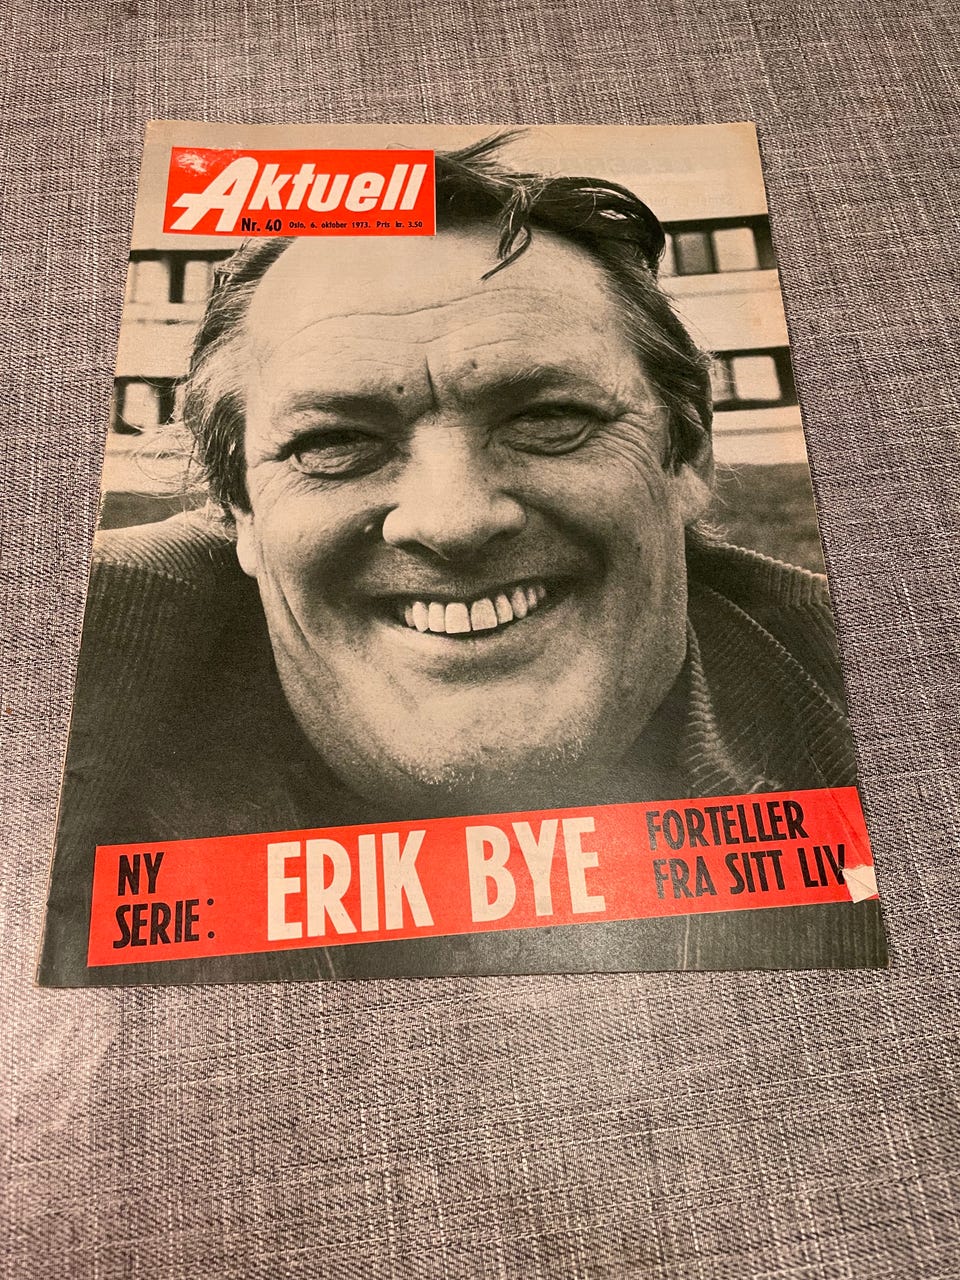 Aktuell
Nr. 40 Oslo, 6. oktober 1973. Pris kr. 3.50
NY
SERIE:
ERIK BYE
FORTELLER
FRA SITT LIV